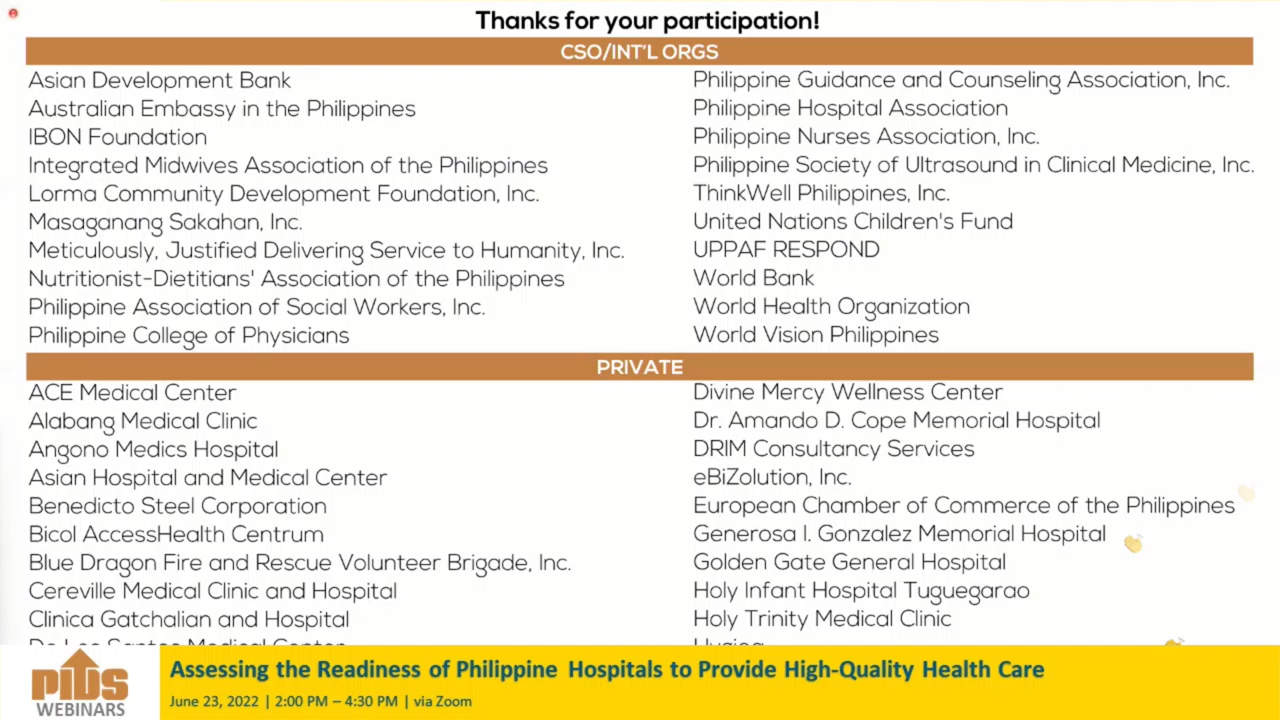 Thanks for your participation!
CSO/INT'L ORGS
Asian Development Bank
Australian Embassy in the Philippines
IBON Foundation
Integrated Midwives Association of the Philippines
Lorma Community Development Foundation, Inc.
Masaganang Sakahan, Inc.
Meticulously, Justified Delivering Service to Humanity, Inc.
Nutritionist-Dietitians' Association of the Philippines
Philippine Association of Social Workers, Inc.
Philippine College of Physicians
Philippine Guidance and Counseling Association, Inc.
Philippine Hospital Association
Philippine Nurses Association, Inc.
Philippine Society of Ultrasound in Clinical Medicine, Inc.
ThinkWell Philippines, Inc.
United Nations Children's Fund
UPPAF RESPOND
World Bank
World Health Organization
World Vision Philippines
PRIVATE
ACE Medical Center
Alabang Medical Clinic
Angono Medics Hospital
Asian Hospital and Medical Center
Benedicto Steel Corporation
Bicol AccessHealth Centrum
Blue Dragon Fire and Rescue Volunteer Brigade, Inc.
Cereville Medical Clinic and Hospital
Clinica Gatchalian and Hospital
De Los Santos Medical Center
Divine Mercy Wellness Center
Dr. Amando D. Cope Memorial Hospital
DRIM Consultancy Services
eBiZolution, Inc.
European Chamber of Commerce of the Philippines
Generosa I. Gonzalez Memorial Hospital
Golden Gate General Hospital
Holy Infant Hospital Tuguegarao
Holy Trinity Medical Clinic
PIDS
WEBINARS
Assessing the Readiness of Philippine Hospitals to Provide High-Quality Health Care
June 23, 2022 | 2:00 PM – 4:30 PM | via Zoom